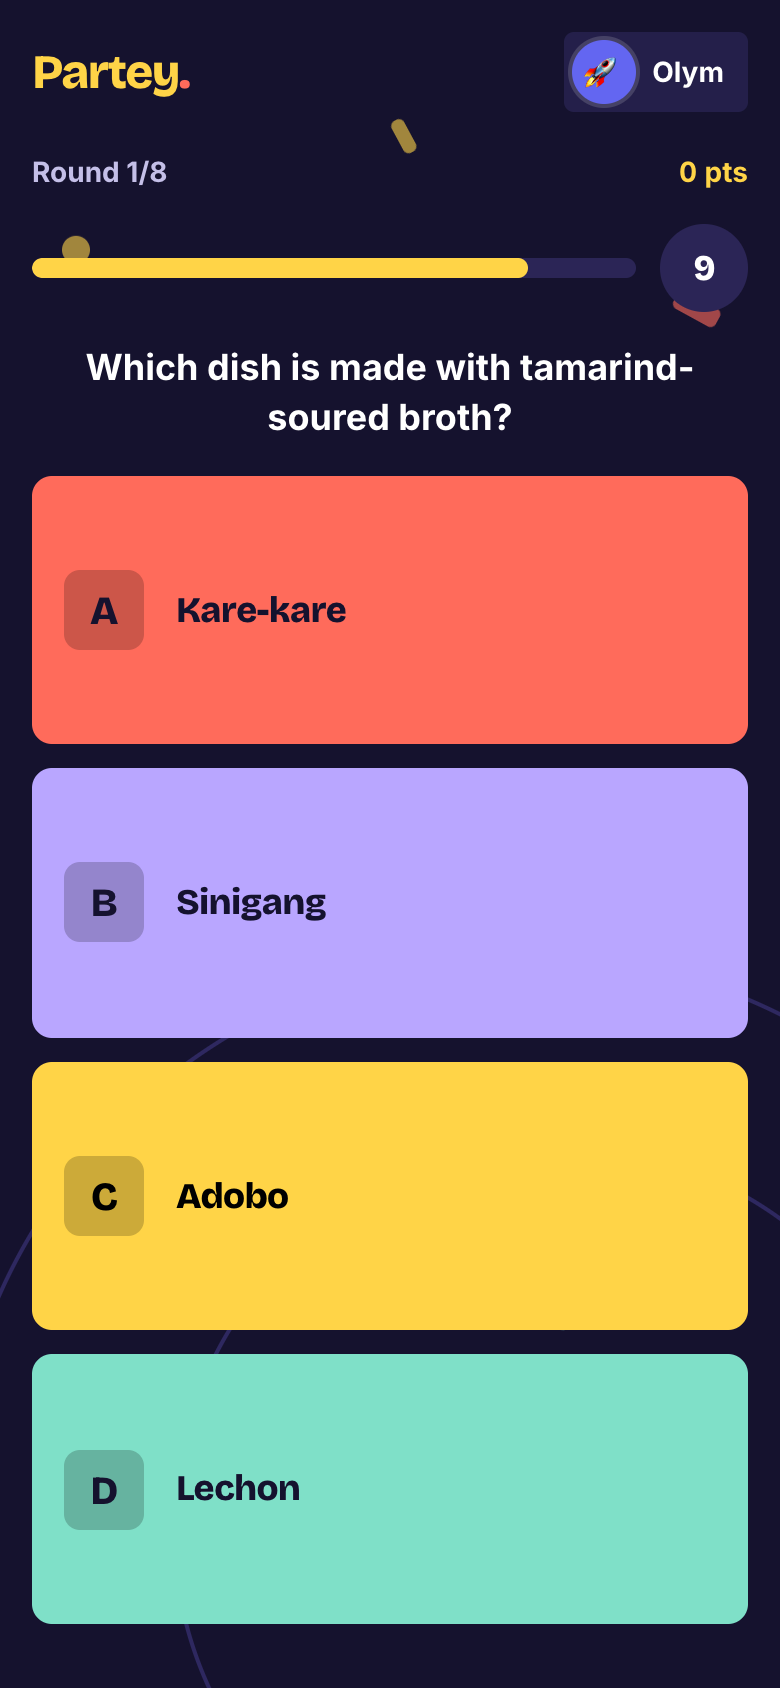 Partey.
Olym
Round 1/8
0 pts
9
Which dish is made with tamarind-
soured broth?
A
Kare-kare
B
Sinigang
C
Adobo
D
Lechon